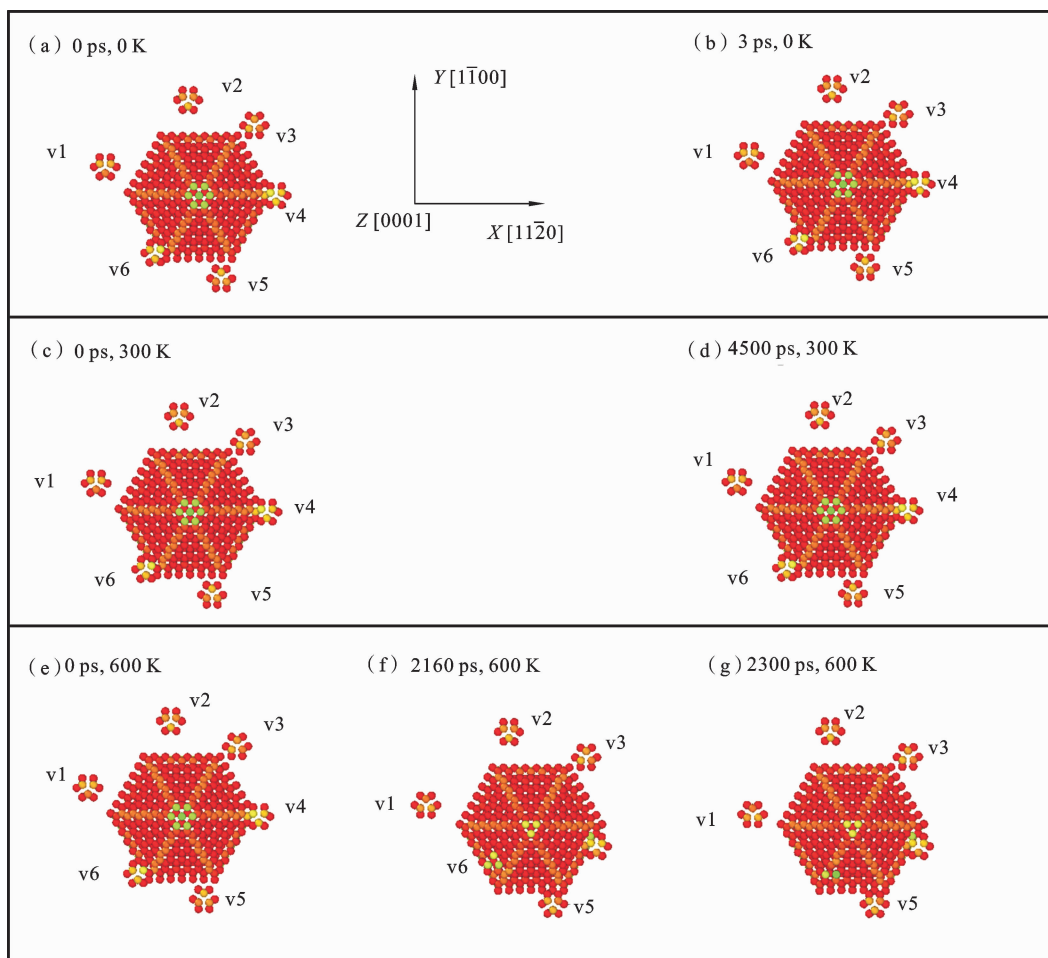 (a) 0 ps, 0 K
(b) 3 ps, 0 K
v1
v2
v3
v4
v5
v6
Y [11̄00]
Z [0001]
X [112̄0]
v1
v2
v3
v4
v5
v6
(c) 0 ps, 300 K
(d) 4500 ps, 300 K
v1
v2
v3
v4
v5
v6
v1
v2
v3
v4
v5
v6
(e) 0 ps, 600 K
(f) 2160 ps, 600 K
(g) 2300 ps, 600 K
v1
v2
v3
v4
v5
v6
v1
v2
v3
v5
v6
v1
v2
v3
v5